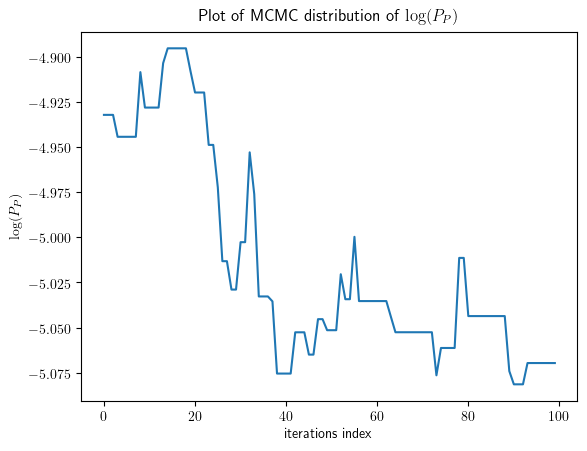 Plot of MCMC distribution of log(P_P)
−4.900
−4.925
−4.950
−4.975
−5.000
−5.025
−5.050
−5.075
log(P_P)
0 20 40 60 80 100
iterations index